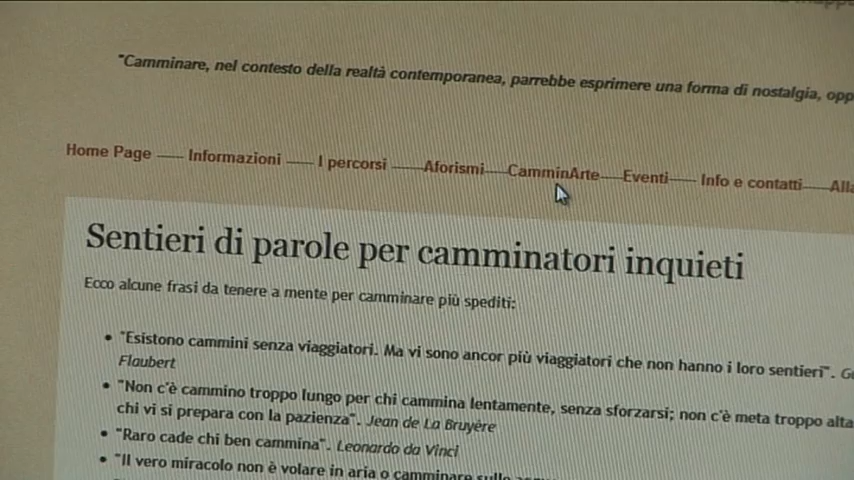 "Camminare, nel contesto della realtà contemporanea, parrebbe esprimere una forma di nostalgia,
Home Page Informazioni I percorsi Aforismi CamminArte Eventi Info e contatti
Sentieri di parole per camminatori inquieti
Ecco alcune frasi da tenere a mente per camminare più spediti:
"Esistono cammini senza viaggiatori. Ma vi sono ancor più viaggiatori che non hanno i loro sentieri".
Flaubert
"Non c'è cammino troppo lungo per chi cammina lentamente, senza sforzarsi; non c'è meta troppo alta
chi vi si prepara con la pazienza". Jean de La Bruyère
"Raro cade chi ben cammina". Leonardo da Vinci
"Il vero miracolo non è volare in aria o camminare